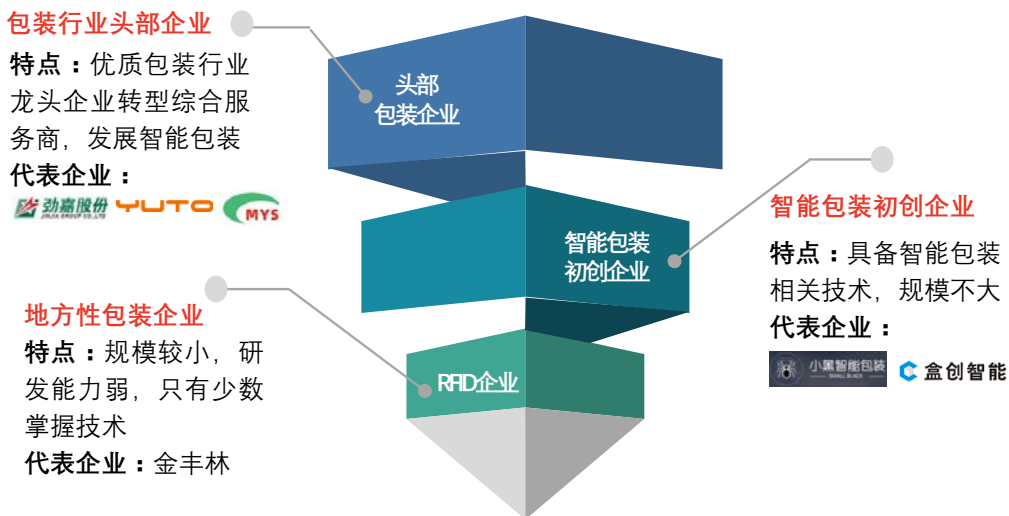 包装行业头部企业
特点：优质包装行业
龙头企业转型综合服
务商，发展智能包装
代表企业：
劲嘉股份
JINJIA GROUP CO.,LTD
YUTO
MYS
头部
包装企业
智能包装
初创企业
智能包装初创企业
特点：具备智能包装
相关技术，规模不大
代表企业：
小黑智能包装
SMALL BLACK
盒创智能
地方性包装企业
特点：规模较小，研
发能力弱，只有少数
掌握技术
代表企业：金丰林
RFID企业